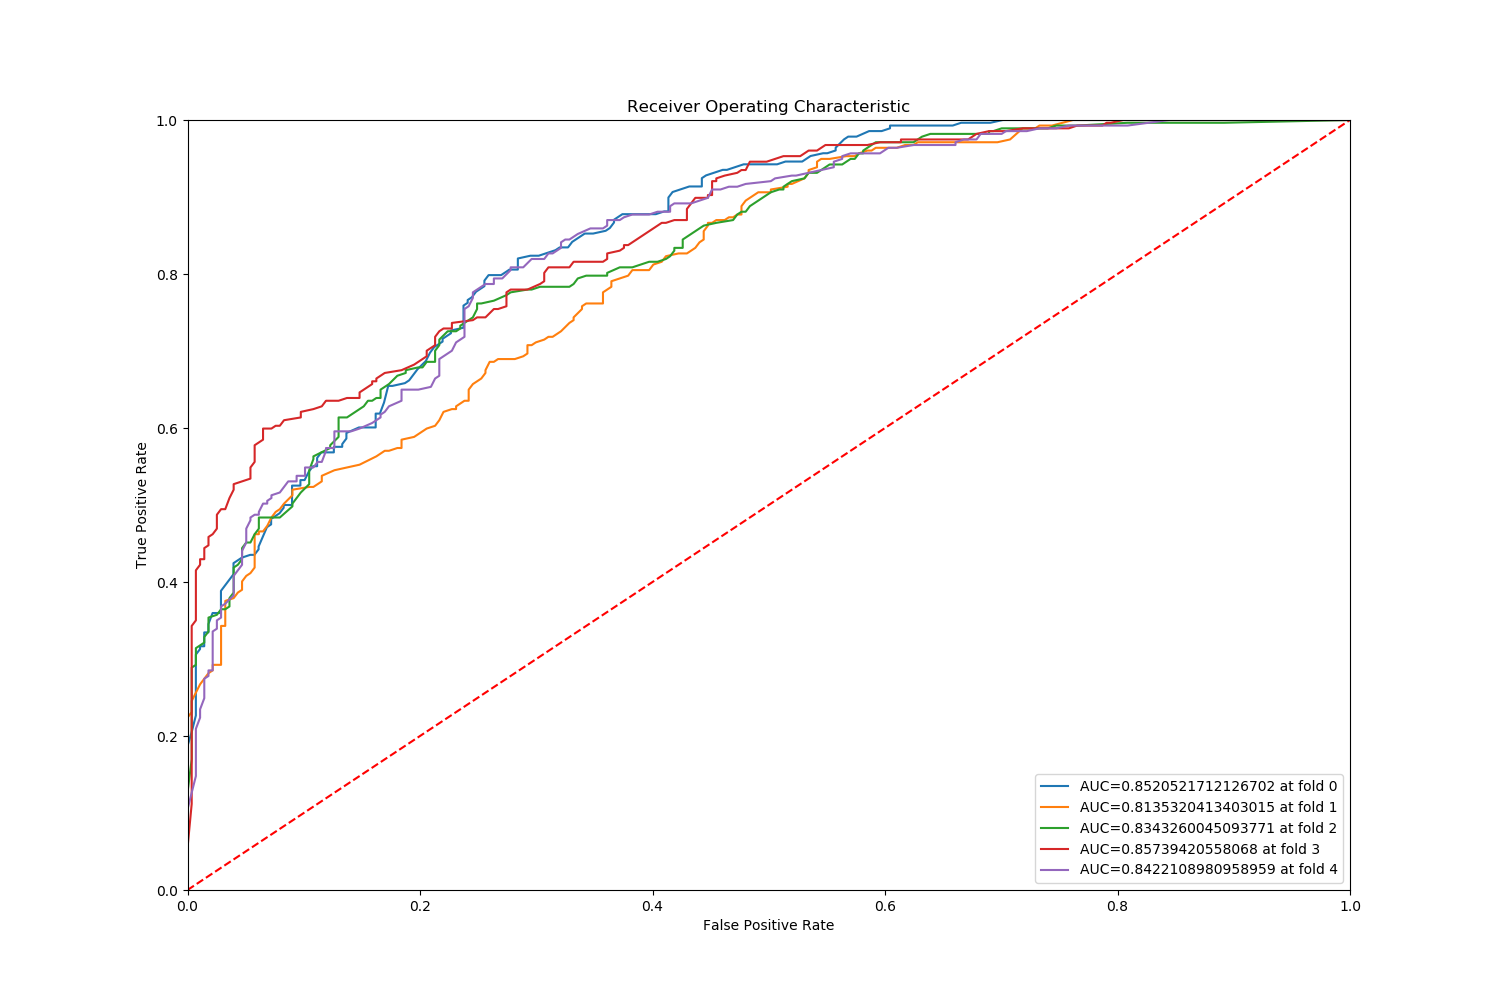 Receiver Operating Characteristic
True Positive Rate
1.0
0.8
0.6
0.4
0.2
0.0
AUC=0.8520521712126702 at fold 0
AUC=0.8135320413403015 at fold 1
AUC=0.8343260045093771 at fold 2
AUC=0.85739420558068 at fold 3
AUC=0.8422108980958959 at fold 4
0.0 0.2 0.4 0.6 0.8 1.0
False Positive Rate